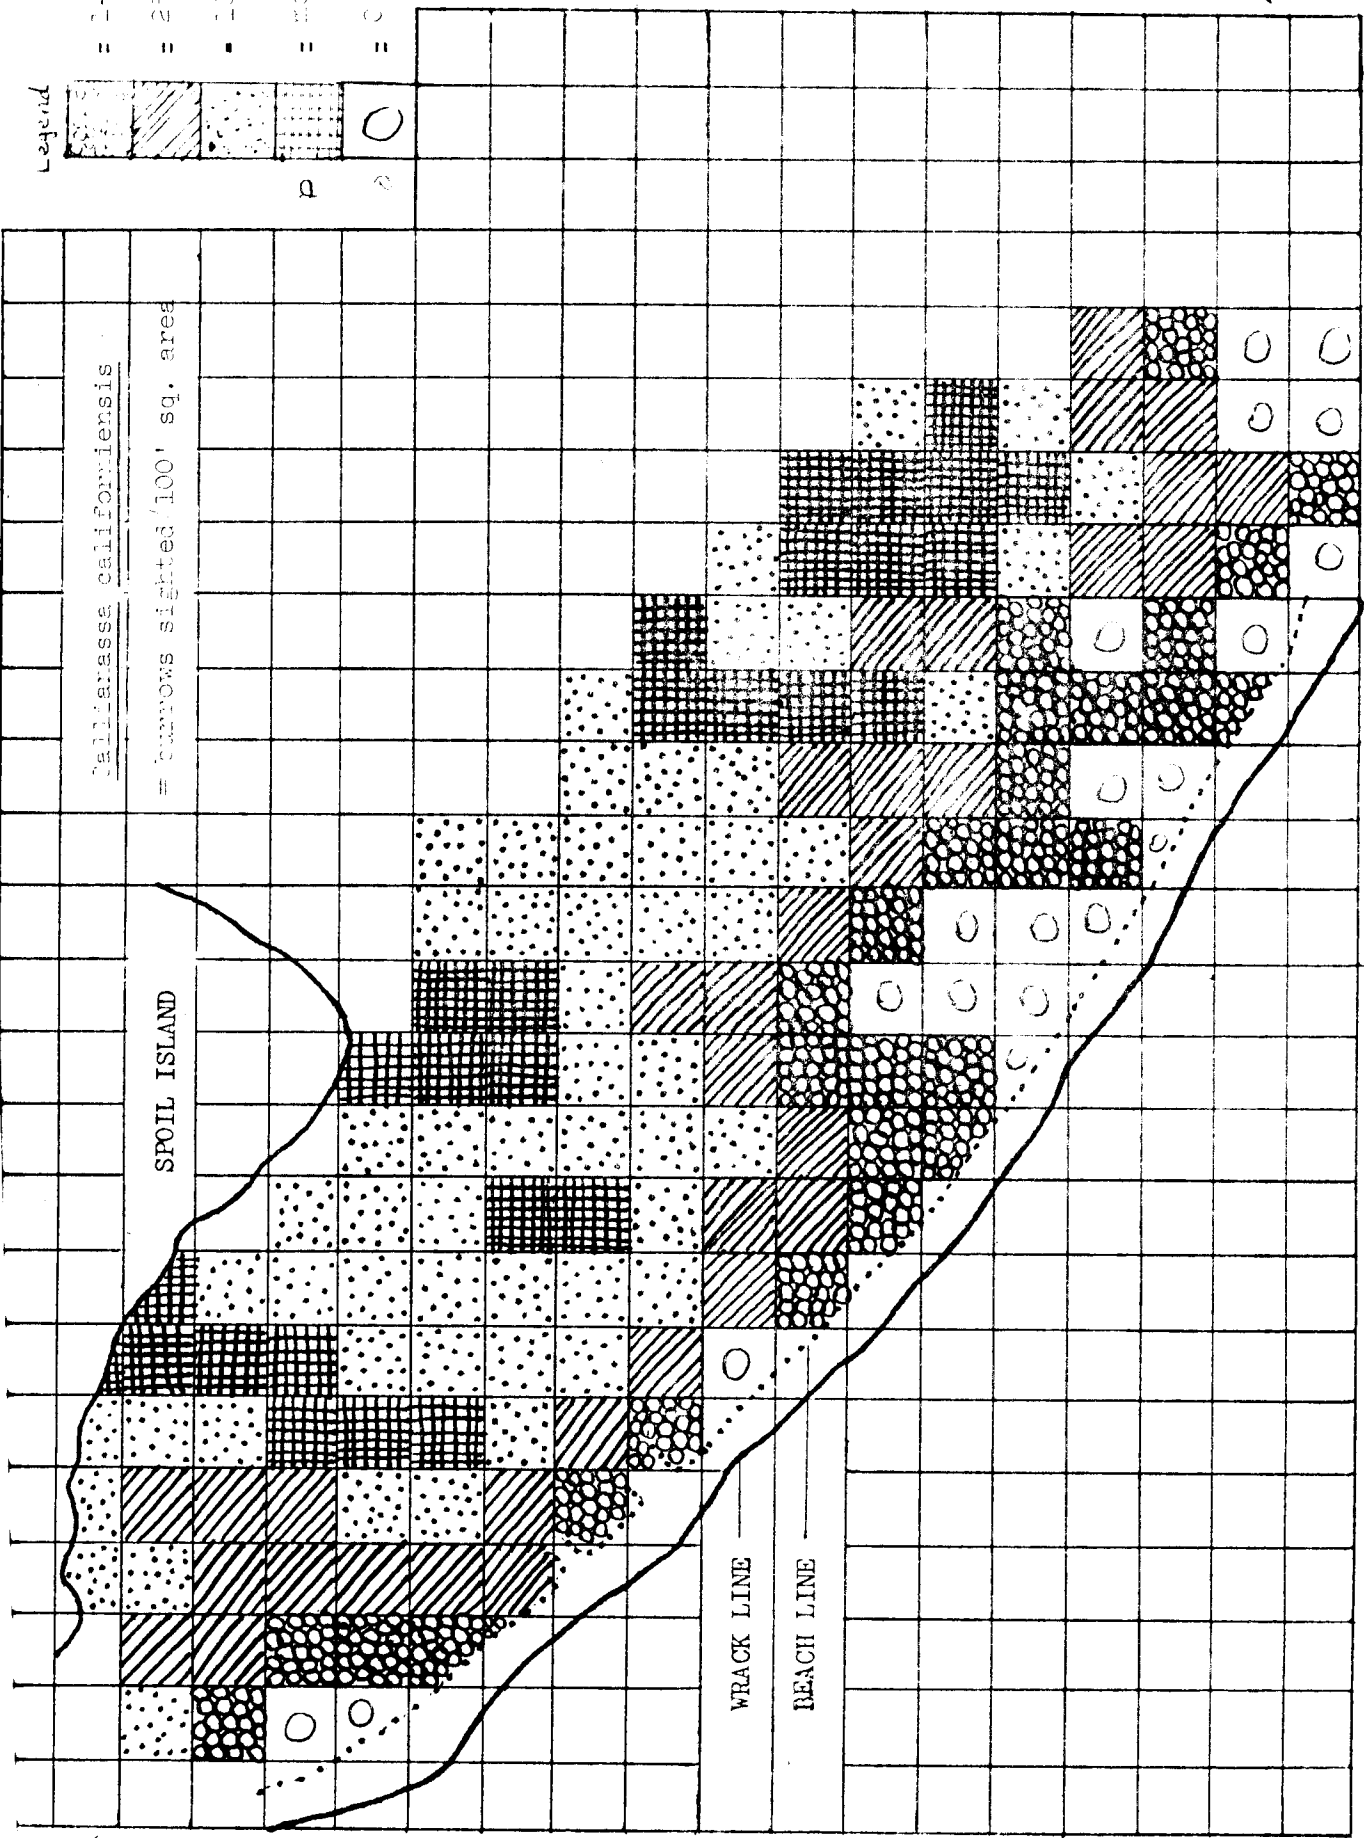 Legend
Callianassa californiensis
= burrows sighted/100' sq. area
SPOIL ISLAND
WRACK LINE
BEACH LINE